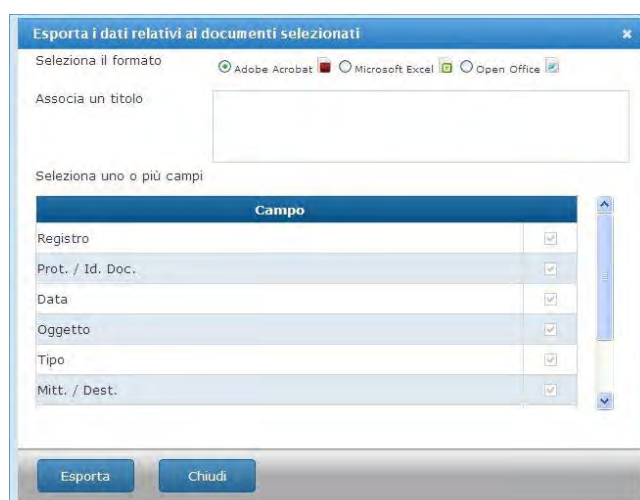 Esporta i dati relativi ai documenti selezionati
Seleziona il formato
Adobe Acrobat Microsoft Excel Open Office
Associa un titolo
Seleziona uno o più campi
Campo
Registro
Prot. / Id. Doc.
Data
Oggetto
Tipo
Mitt. / Dest.
Esporta Chiudi